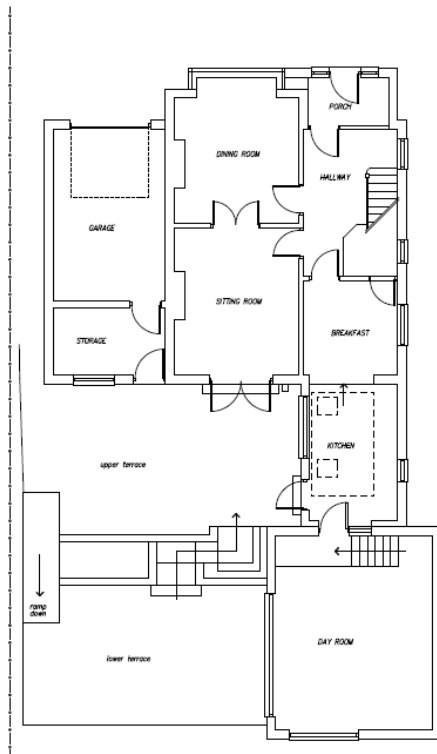 PORCH
DINING ROOM
HALLWAY
GARAGE
SITTING ROOM
BREAKFAST
STORAGE
KITCHEN
upper terrace
ramp
down
DAY ROOM
lower terrace